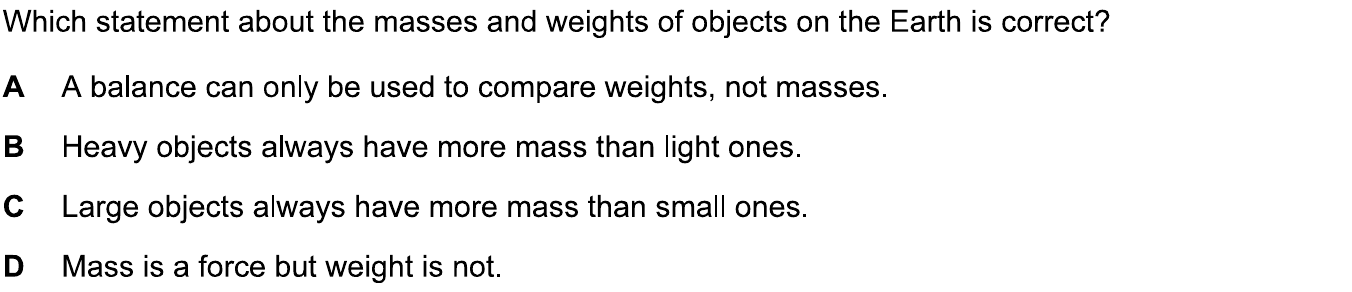 Which statement about the masses and weights of objects on the Earth is correct?
A A balance can only be used to compare weights, not masses.
B Heavy objects always have more mass than light ones.
C Large objects always have more mass than small ones.
D Mass is a force but weight is not.